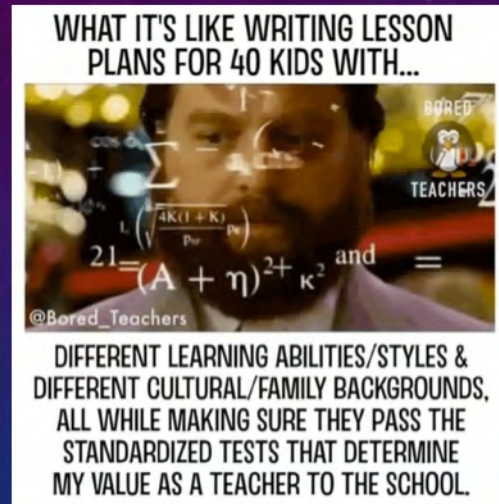 WHAT IT'S LIKE WRITING LESSON
PLANS FOR 40 KIDS WITH...
BORED
TEACHERS
4K(1 + K)
21=
(A + η)²⁺ κ² and =
@Bored_Teachers
DIFFERENT LEARNING ABILITIES/STYLES &
DIFFERENT CULTURAL/FAMILY BACKGROUNDS,
ALL WHILE MAKING SURE THEY PASS THE
STANDARDIZED TESTS THAT DETERMINE
MY VALUE AS A TEACHER TO THE SCHOOL.